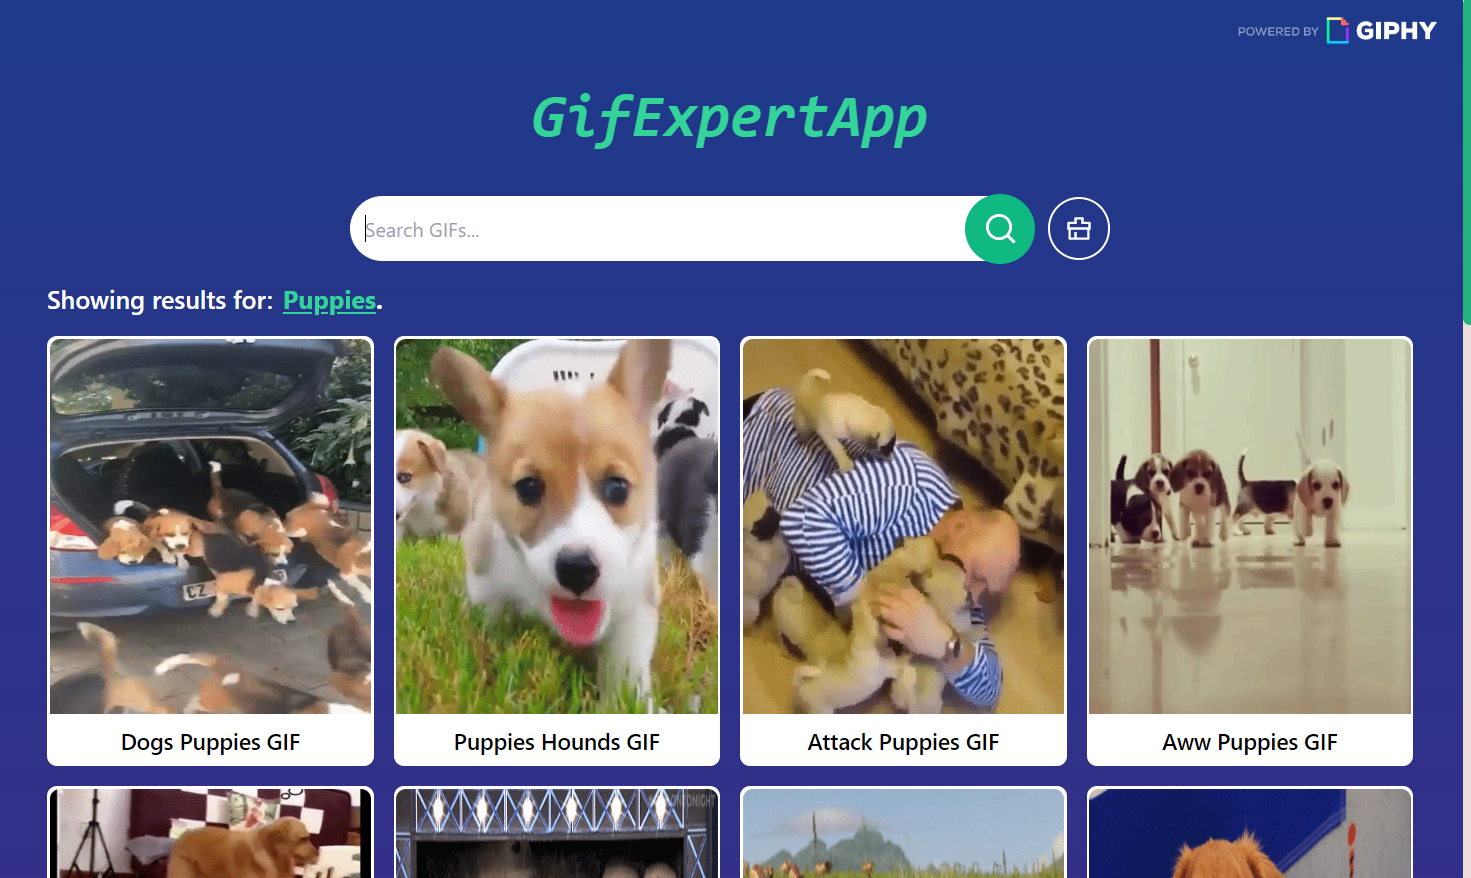 POWERED BY GIPHY
GifExpertApp
Search GIFs...
Showing results for: Puppies.
CZ
Dogs Puppies GIF
Puppies Hounds GIF
Attack Puppies GIF
Aww Puppies GIF